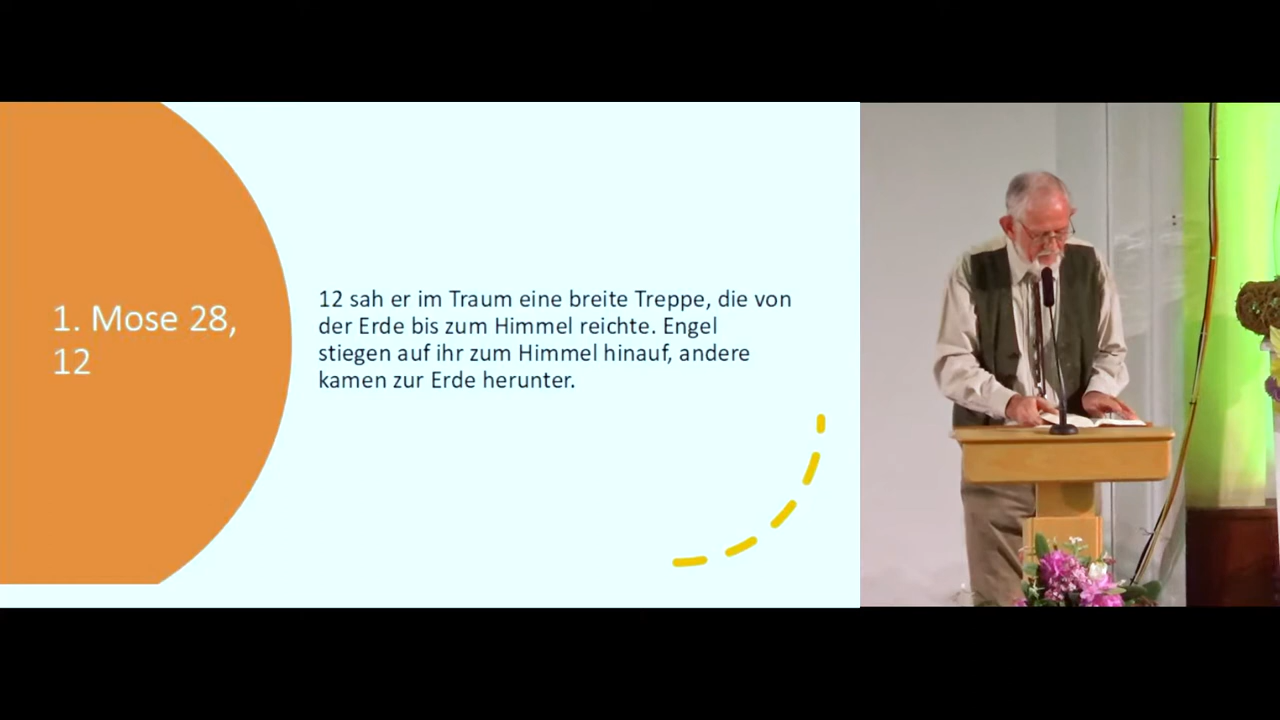 1. Mose 28,
12
12 sah er im Traum eine breite Treppe, die von
der Erde bis zum Himmel reichte. Engel
stiegen auf ihr zum Himmel hinauf, andere
kamen zur Erde herunter.